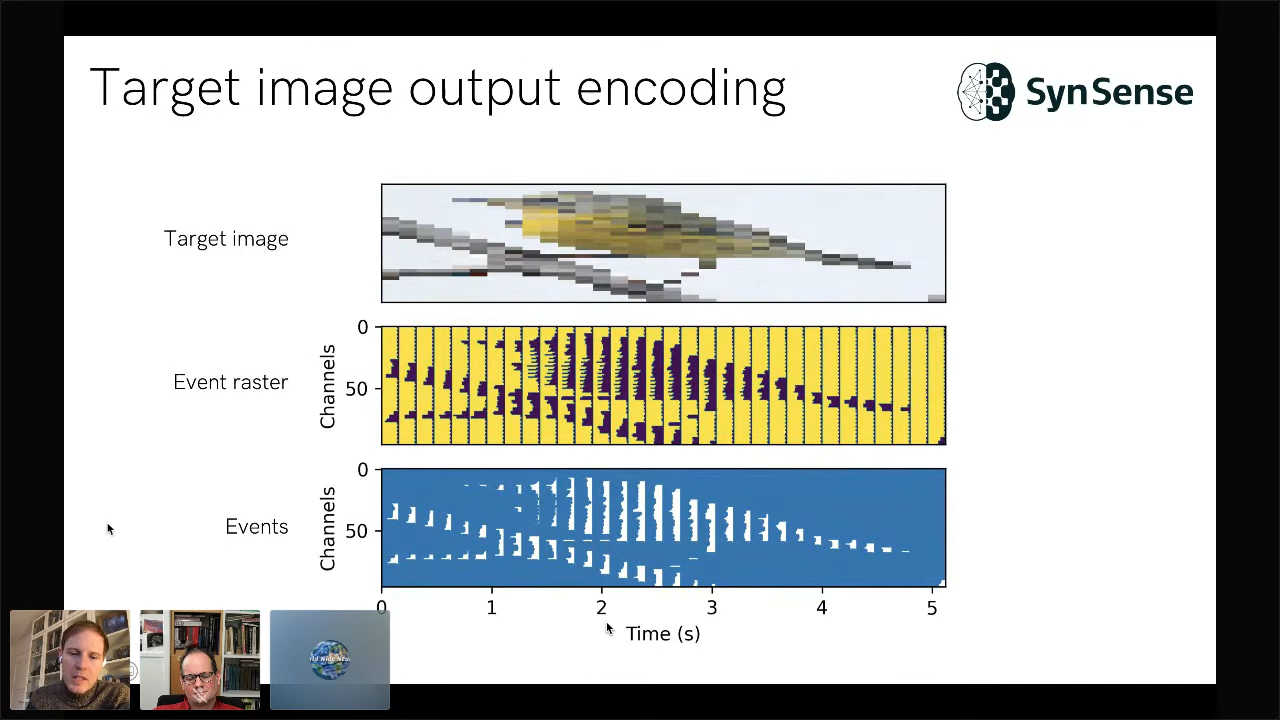 Target image output encoding
SynSense
Target image
Event raster
Channels
0
50
Events
Channels
0
50
0 1 2 3 4 5
Time (s)